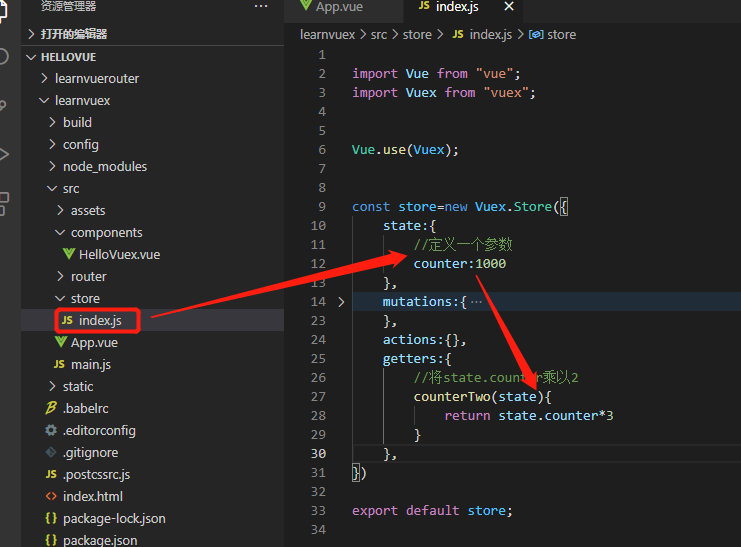 资源管理器 ···
打开的编辑器
HELLOVUE
learnvuerouter
learnvuex
build
config
node_modules
src
assets
components
HelloVuex.vue
router
store
JS index.js
App.vue
JS main.js
static
.babelrc
.editorconfig
.gitignore
JS .postcssrc.js
index.html
package-lock.json
package.json
App.vue JS index.js ×
learnvuex > src > store > JS index.js > store
1
2 import Vue from "vue";
3 import Vuex from "vuex";
4
5
6 Vue.use(Vuex);
7
8
9 const store=new Vuex.Store({
10 state:{
11 //定义一个参数
12 counter:1000
13 },
14 mutations:{ ···
23 },
24 actions:{},
25 getters:{
26 //将state.counter乘以2
27 counterTwo(state){
28 return state.counter*3
29 }
30 },
31 })
32
33 export default store;
34